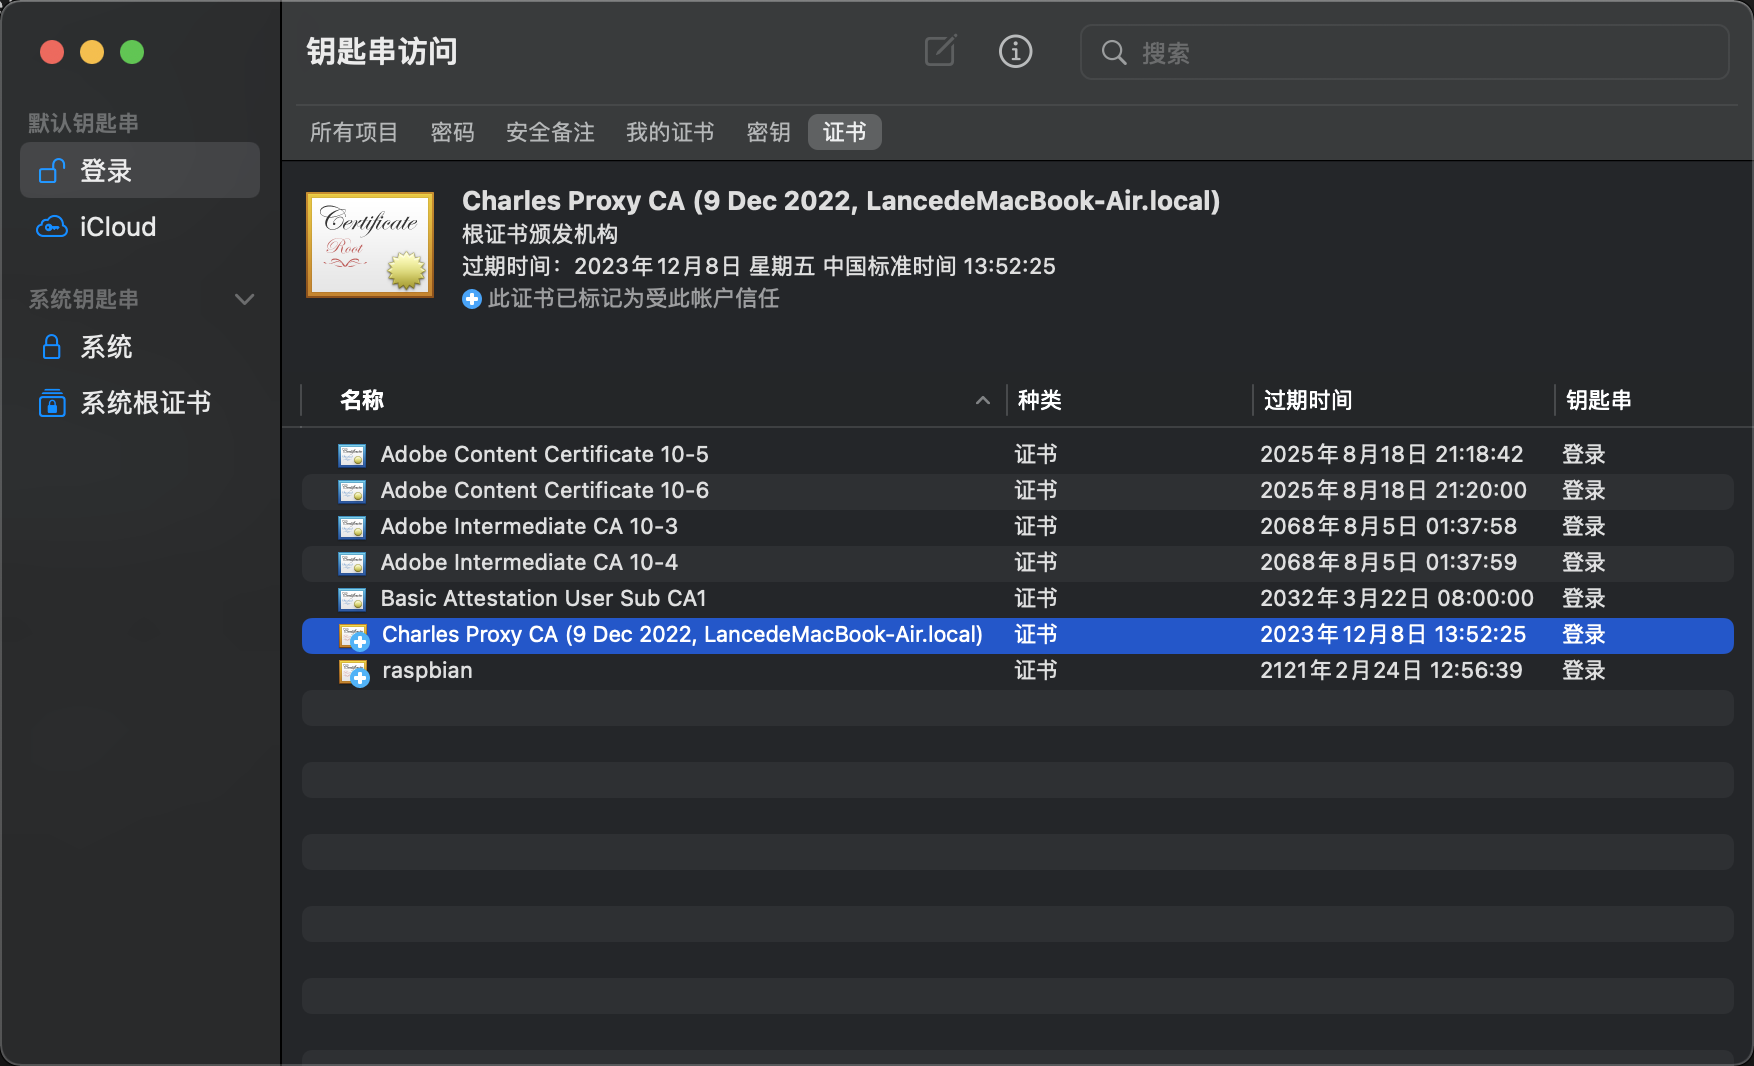 钥匙串访问
搜索
默认钥匙串
登录
iCloud
系统钥匙串
系统
系统根证书
所有项目 密码 安全备注 我的证书 密钥 证书
Certificate
Root
Charles Proxy CA (9 Dec 2022, LancedeMacBook-Air.local)
根证书颁发机构
过期时间：2023年12月8日 星期五 中国标准时间 13:52:25
此证书已标记为受此帐户信任
名称 种类 过期时间 钥匙串
Adobe Content Certificate 10-5 证书 2025年8月18日 21:18:42 登录
Adobe Content Certificate 10-6 证书 2025年8月18日 21:20:00 登录
Adobe Intermediate CA 10-3 证书 2068年8月5日 01:37:58 登录
Adobe Intermediate CA 10-4 证书 2068年8月5日 01:37:59 登录
Basic Attestation User Sub CA1 证书 2032年3月22日 08:00:00 登录
Charles Proxy CA (9 Dec 2022, LancedeMacBook-Air.local) 证书 2023年12月8日 13:52:25 登录
raspbian 证书 2121年2月24日 12:56:39 登录